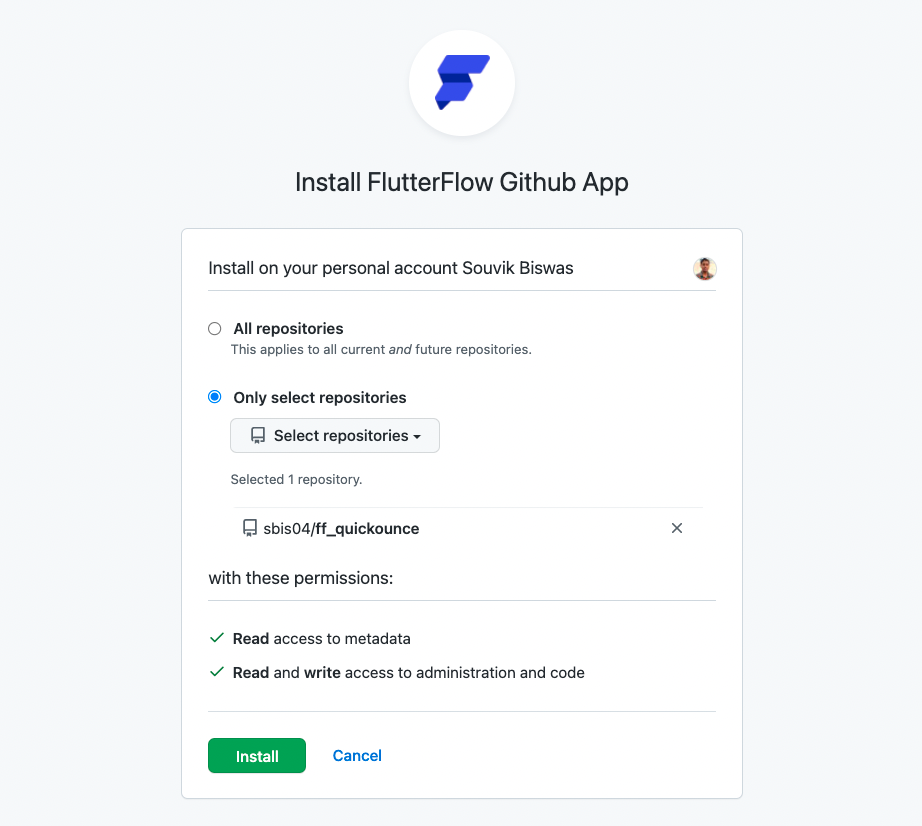 Install FlutterFlow Github App
Install on your personal account Souvik Biswas
All repositories
This applies to all current and future repositories.
Only select repositories
Select repositories
Selected 1 repository.
sbis04/ff_quickounce
with these permissions:
Read access to metadata
Read and write access to administration and code
Install Cancel